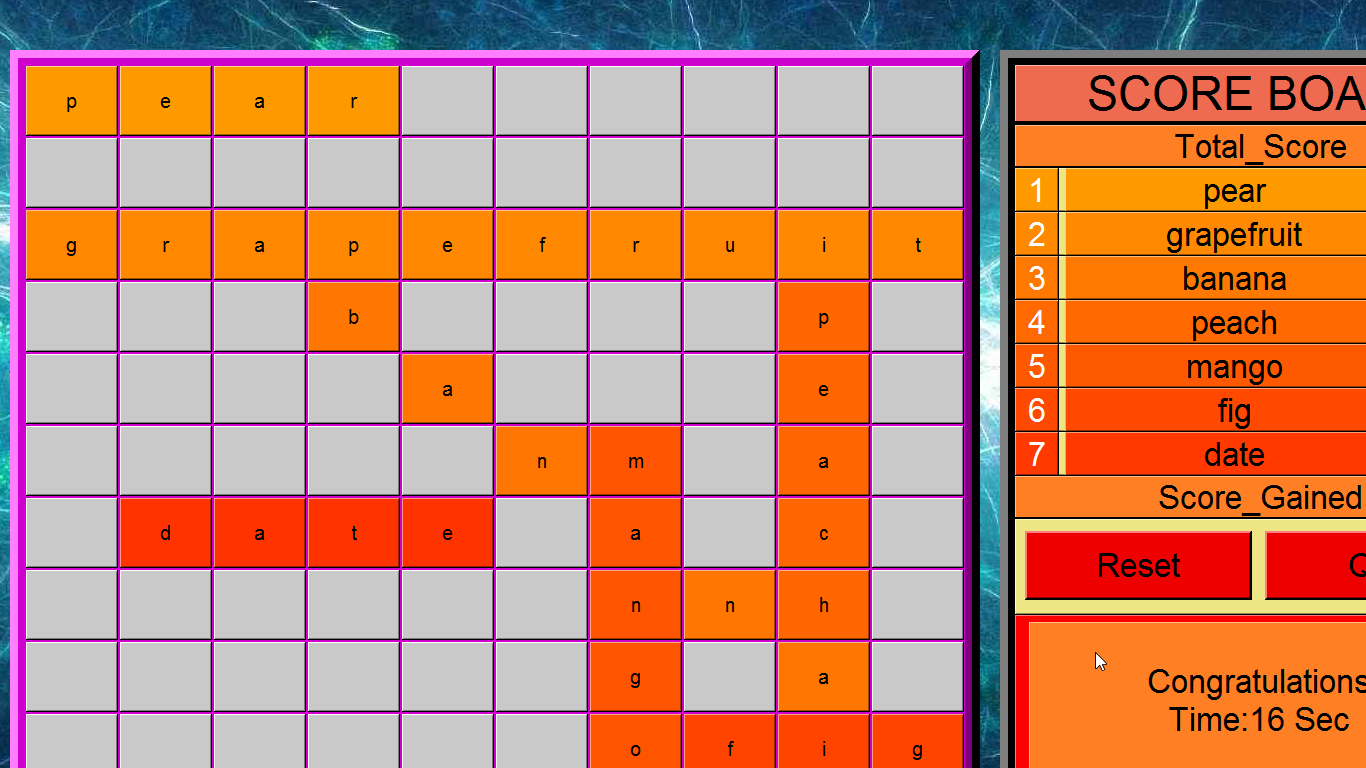 p e a r
g r a p e f r u i t
b p
a e
n m a
d a t e a c
n n h
g a
o f i g
SCORE BOA
Total_Score
1 pear
2 grapefruit
3 banana
4 peach
5 mango
6 fig
7 date
Score_Gained
Reset Q
Congratulations
Time:16 Sec